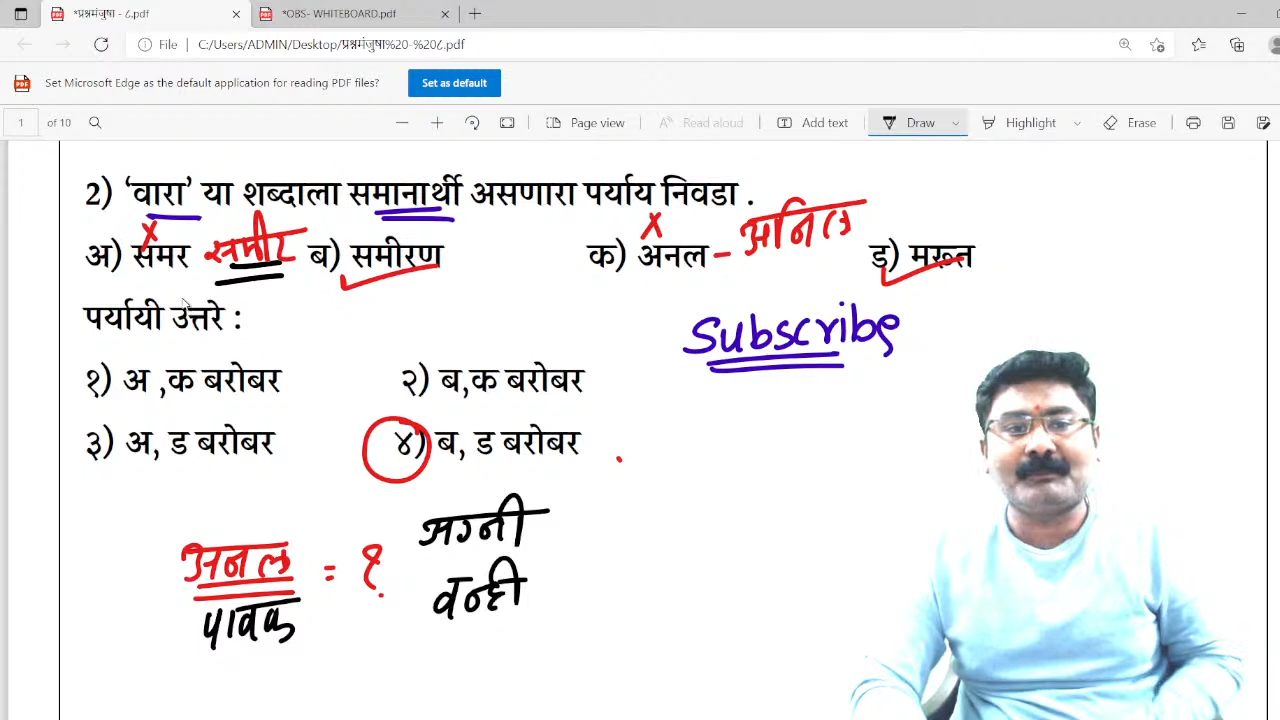 *प्रश्नमंजुषा - ८.pdf
*OBS- WHITEBOARD.pdf
File C:/Users/ADMIN/Desktop/प्रश्नमंजुषा%20-%20८.pdf
Set Microsoft Edge as the default application for reading PDF files? Set as default
1 of 10 Page view Read aloud Add text Draw Highlight Erase
2) ‘वारा’ या शब्दाला समानार्थी असणारा पर्याय निवडा .
अ) समर समीर ब) समीरण क) अनल - अनिल ड) मरूत
पर्यायी उत्तरे :
Subscribe
१) अ ,क बरोबर २) ब,क बरोबर
३) अ, ड बरोबर ४) ब, ड बरोबर
अनल = ? अग्नी
पावक वन्ही